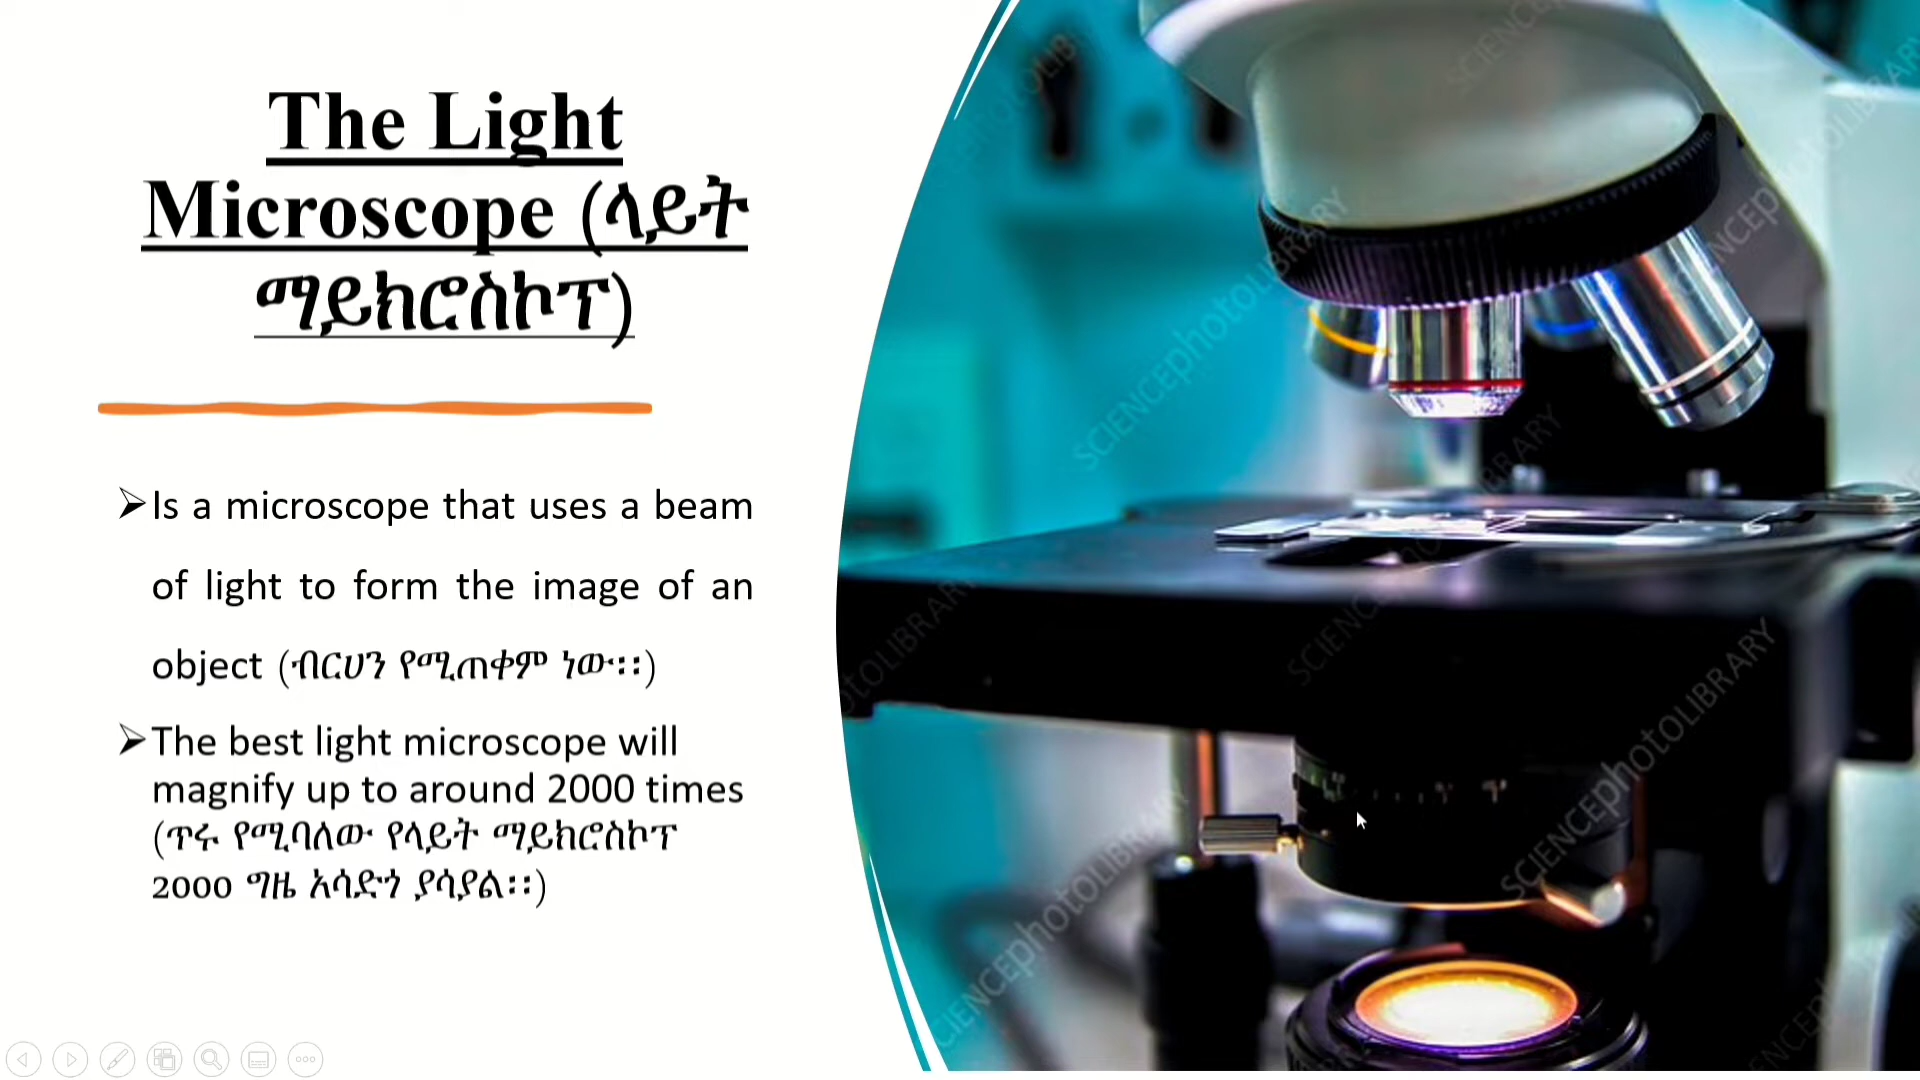 The Light
Microscope (ላይት
ማይክሮስኮፕ)
➢Is a microscope that uses a beam
of light to form the image of an
object (ብርሀን የሚጠቀም ነው፡፡)
➢The best light microscope will
magnify up to around 2000 times
(ጥሩ የሚባለው የላይት ማይክሮስኮፕ
2000 ግዜ አሳድጎ ያሳያል፡፡)
SCIENCEphotoLIBRARY
SCIENCEphotoLIBRARY